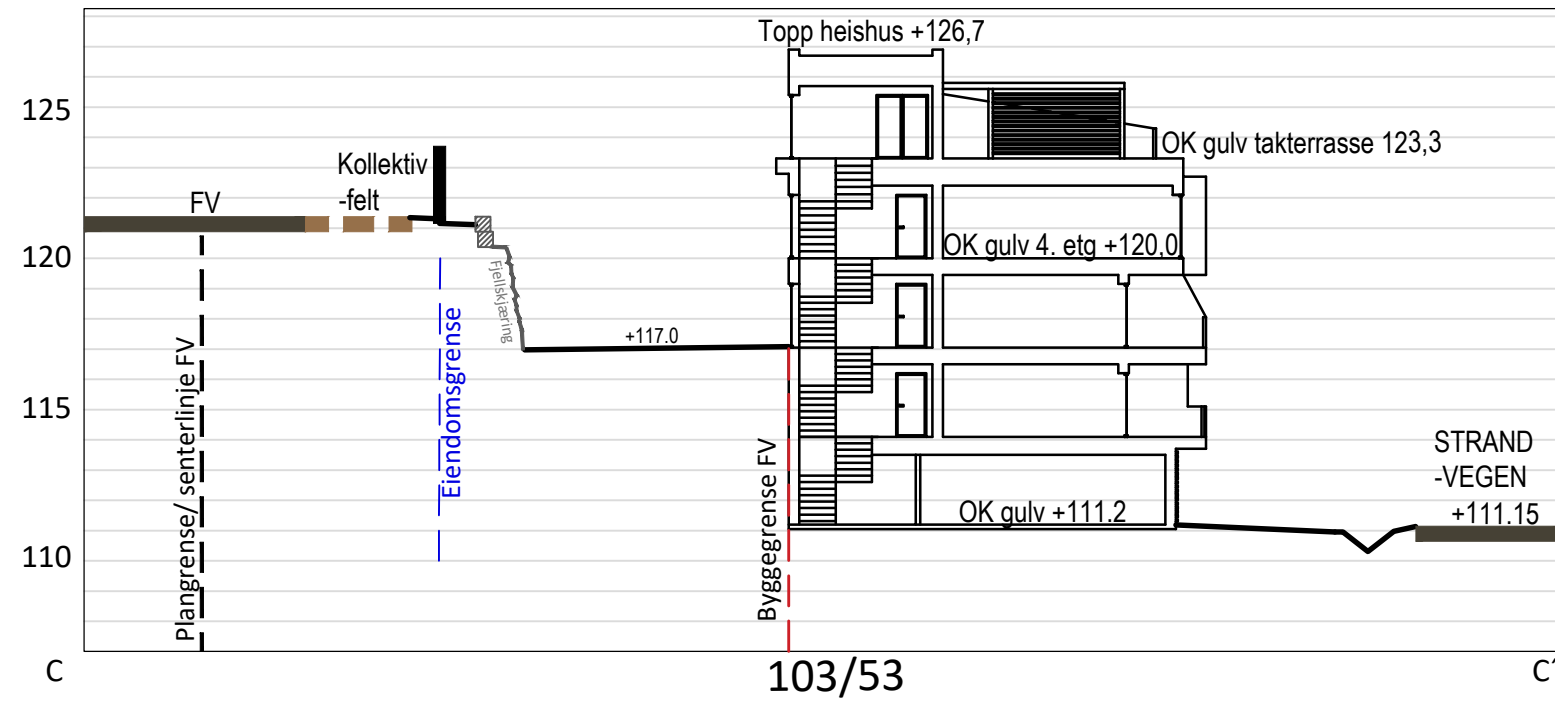 Topp heishus +126,7
125
OK gulv takterrasse 123,3
Kollektiv
-felt
FV
120
OK gulv 4. etg +120,0
Fjellskjæring
Eiendomsgrense
+117.0
Plangrense/ senterlinje FV
115
Byggegrense FV
STRAND
-VEGEN
+111.15
OK gulv +111.2
110
C
103/53
C´